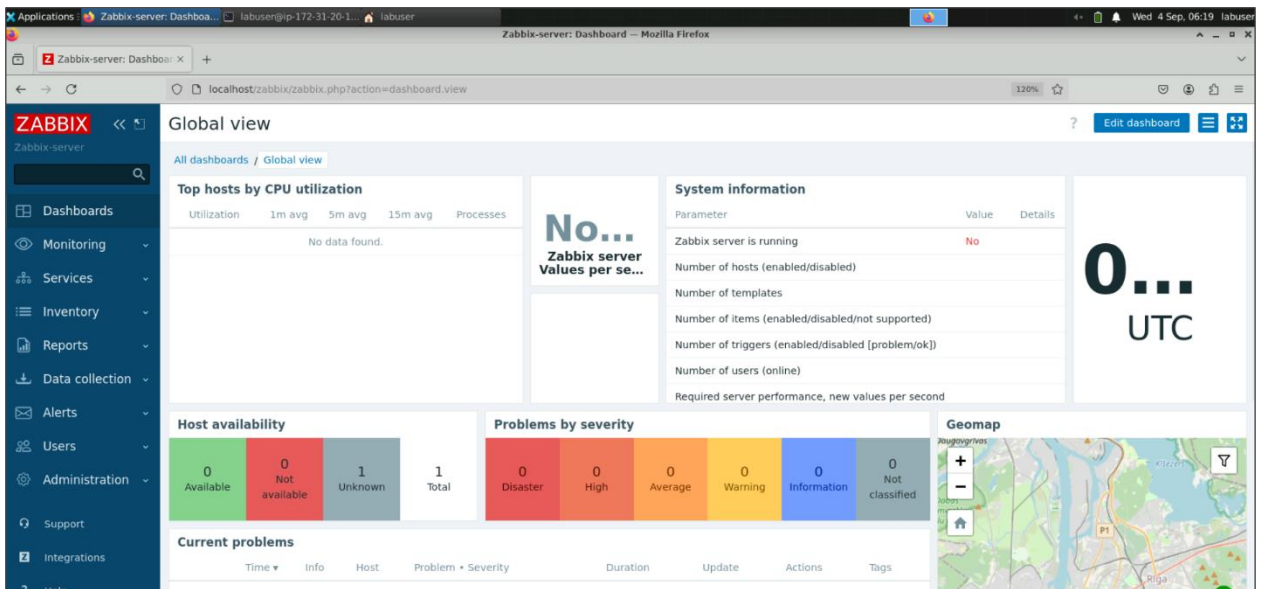 Applications Zabbix-server: Dashboa... labuser@ip-172-31-20-1... labuser Wed 4 Sep, 06:19 labuser
Zabbix-server: Dashboard — Mozilla Firefox
Zabbix-server: Dashboar × +
localhost/zabbix/zabbix.php?action=dashboard.view 120%
ZABBIX
Zabbix-server
Dashboards
Monitoring
Services
Inventory
Reports
Data collection
Alerts
Users
Administration
Support
Z Integrations
Global view ? Edit dashboard
All dashboards / Global view
Top hosts by CPU utilization
Utilization 1m avg 5m avg 15m avg Processes
No data found.
No...
Zabbix server
Values per se...
System information
Parameter Value Details
Zabbix server is running No
Number of hosts (enabled/disabled)
Number of templates
Number of items (enabled/disabled/not supported)
Number of triggers (enabled/disabled [problem/ok])
Number of users (online)
Required server performance, new values per second
0...
UTC
Host availability
0 Available
0 Not available
1 Unknown
1 Total
Problems by severity
0 Disaster
0 High
0 Average
0 Warning
0 Information
0 Not classified
Geomap
+
−
P1
Riga
Current problems
Time ▾ Info Host Problem • Severity Duration Update Actions Tags